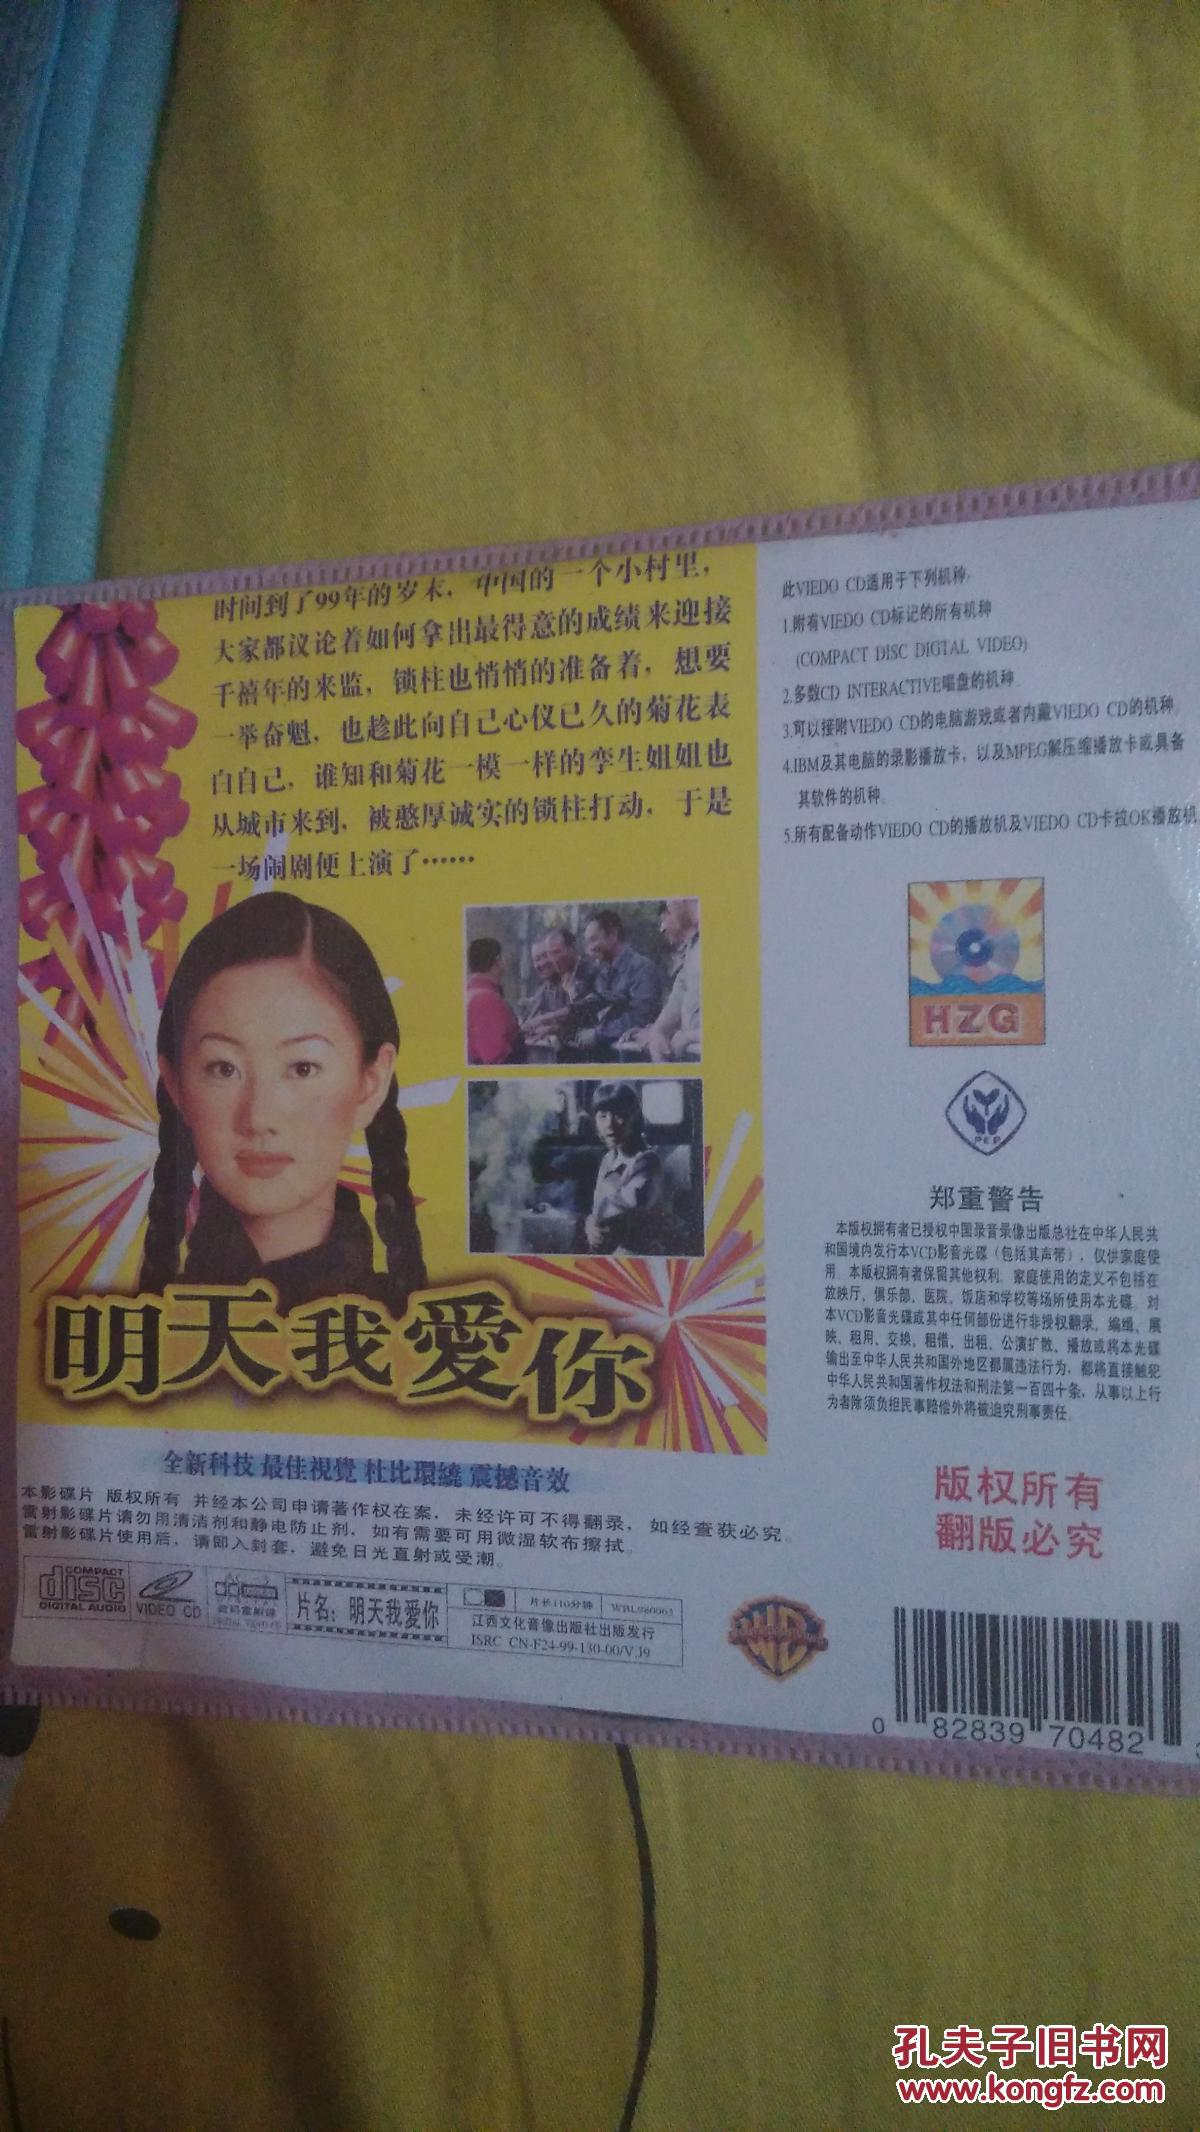 时间到了99年的岁末，中国的一个小村里，
大家都议论着如何拿出最得意的成绩来迎接
千禧年的来监，锁柱也悄悄的准备着，想要
一举奋魁，也趁此向自己心仪已久的菊花表
白自己，谁知和菊花一模一样的孪生姐姐也
从城市来到，被憨厚诚实的锁柱打动，于是
一场闹剧便上演了……
明天我愛你
全新科技 最佳視覺 杜比環繞 震撼音效
本影碟片 版权所有 并经本公司申请著作权在案，未经许可不得翻录，如经查获必究。
雷射影碟片请勿用清洁剂和静电防止剂，如有需要可用微湿软布擦拭。
雷射影碟片使用后，请即入封套，避免日光直射或受潮。
COMPACT
disc
DIGITAL AUDIO
VIDEO CD
片名：明天我愛你
片长110分钟
WBL980063
江西文化音像出版社出版发行
ISRC CN-F24-99-130-00/V.J9
此VIEDO CD适用于下列机种：
1.附有VIEDO CD标记的所有机种
(COMPACT DISC DIGTAL VIDEO)
2.多数CD INTERACTIVE唱盘的机种。
3.可以接附VIEDO CD的电脑游戏或者内藏VIEDO CD的机种。
4.IBM及其电脑的录影播放卡，以及MPEG解压缩播放卡或具备
其软件的机种。
5.所有配备动作VIEDO CD的播放机及VIEDO CD卡拉OK播放机
HZG
PEP
郑重警告
本版权拥有者已授权中国录音录像出版总社在中华人民共
和国境内发行本VCD影音光碟（包括其声带），仅供家庭使
用。本版权拥有者保留其他权利。家庭使用的定义不包括在
放映厅、俱乐部、医院、饭店和学校等场所使用本光碟。对
本VCD影音光碟或其中任何部份进行非授权翻录、编缉、展
映、租用、交换、租借、出租、公演扩散、播放或将本光碟
输出至中华人民共和国外地区都属违法行为，都将直接触犯
中华人民共和国著作权法和刑法第一百四十条，从事以上行
为者除须负担民事赔偿外将被追究刑事责任。
版权所有
翻版必究
0 82839 70482
孔夫子旧书网
www.kongfz.com